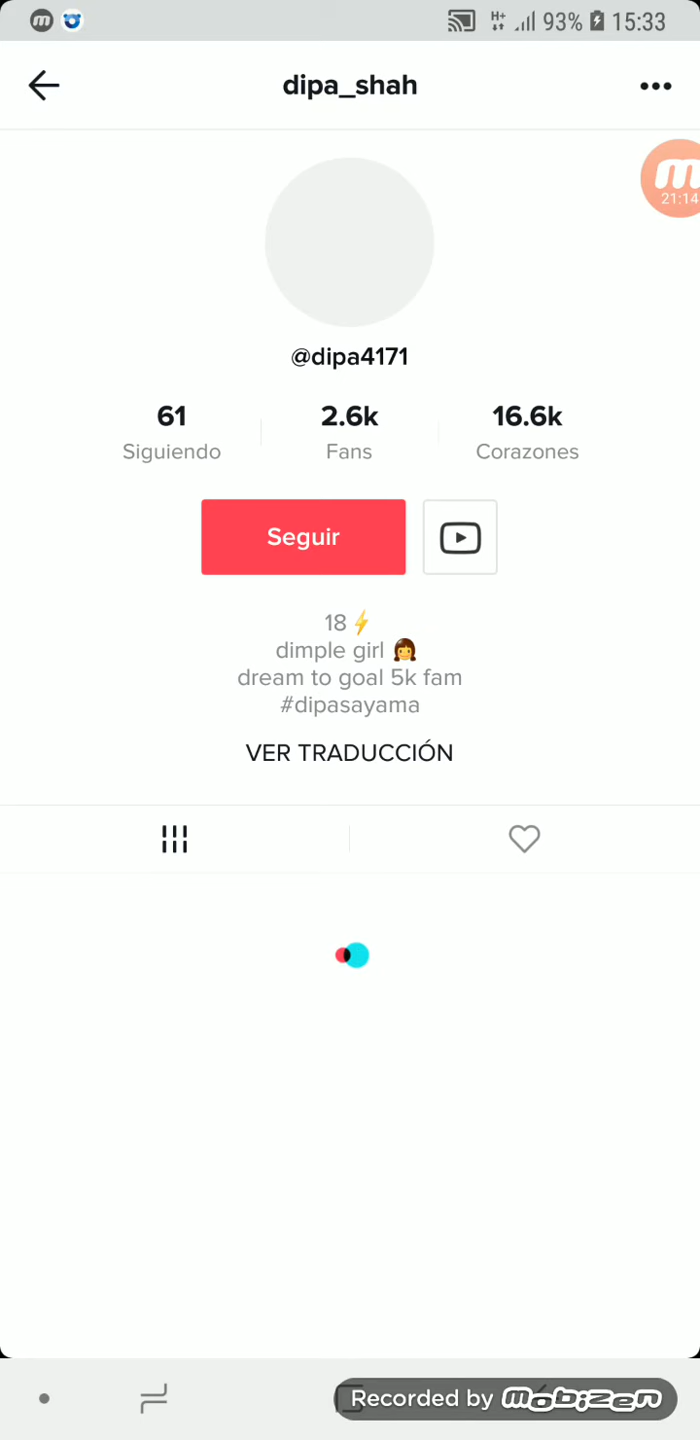 93% 15:33
dipa_shah
m
21:14
@dipa4171
61 2.6k 16.6k
Siguiendo Fans Corazones
Seguir
18⚡
dimple girl 👩
dream to goal 5k fam
#dipasayama
VER TRADUCCIÓN
Recorded by mobizen